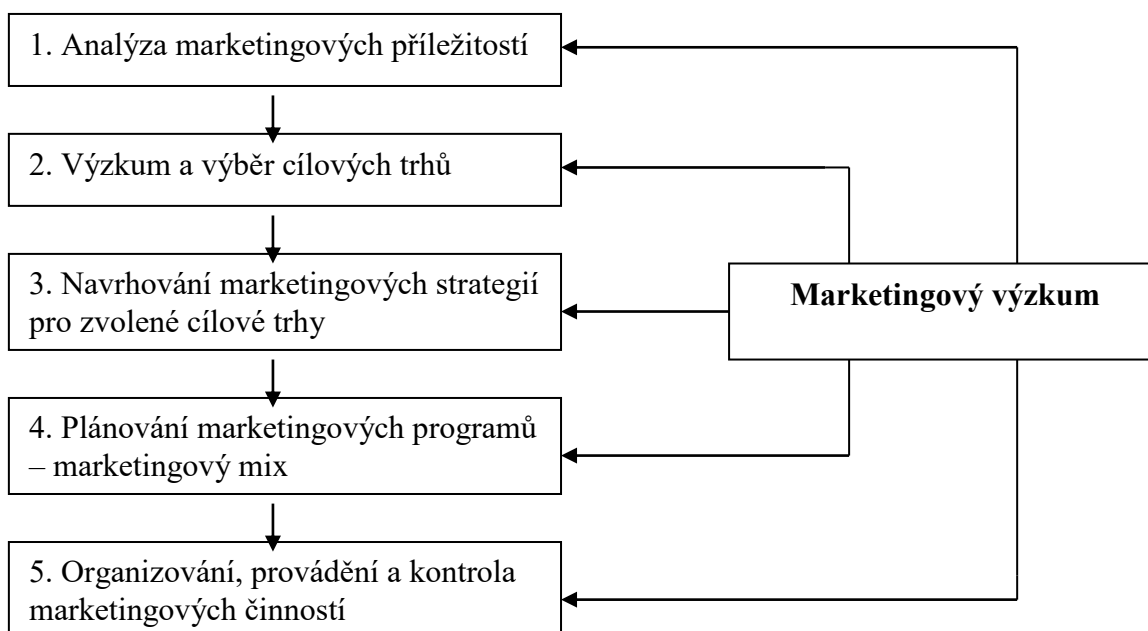 1. Analýza marketingových příležitostí
2. Výzkum a výběr cílových trhů
3. Navrhování marketingových strategií
pro zvolené cílové trhy
Marketingový výzkum
4. Plánování marketingových programů
– marketingový mix
5. Organizování, provádění a kontrola
marketingových činností